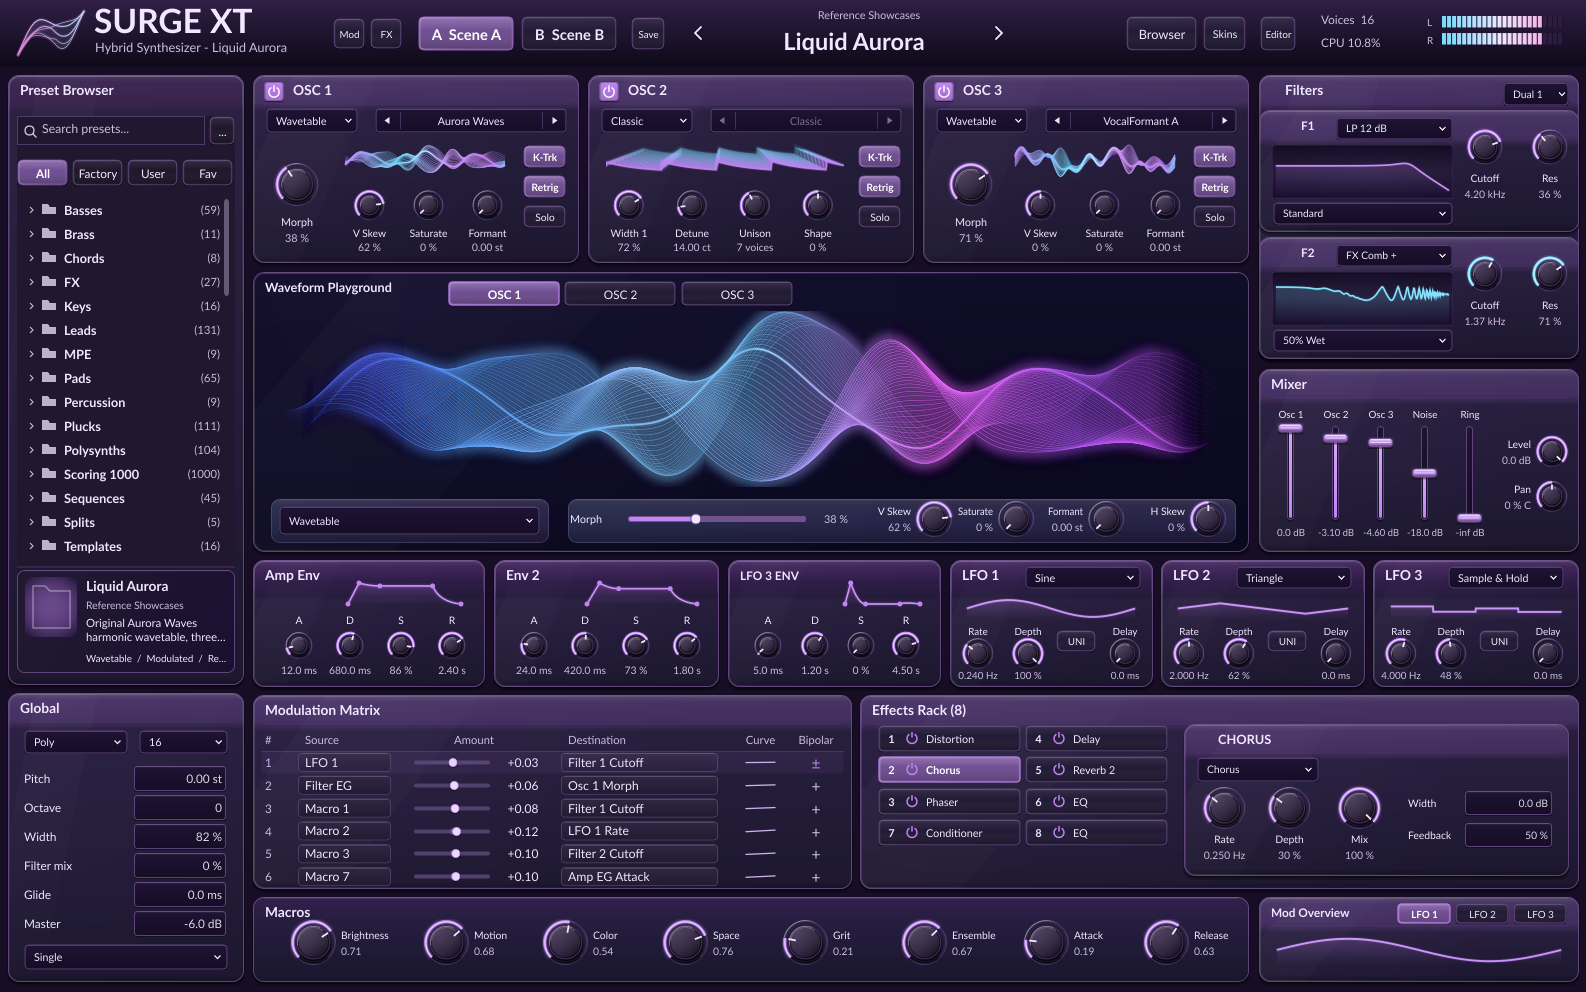 SURGE XT
Hybrid Synthesizer - Liquid Aurora
Mod
FX
A Scene A
B Scene B
Save
Reference Showcases
Liquid Aurora
Browser
Skins
Editor
Voices 16
CPU 10.8%
L
R
Preset Browser
Search presets...
...
All
Factory
User
Fav
Basses (59)
Brass (11)
Chords (8)
FX (27)
Keys (16)
Leads (131)
MPE (9)
Pads (65)
Percussion (9)
Plucks (111)
Polysynths (104)
Scoring 1000 (1000)
Sequences (45)
Splits (5)
Templates (16)
Liquid Aurora
Reference Showcases
Original Aurora Waves
harmonic wavetable, three...
Wavetable / Modulated / Re...
Global
Poly
16
Pitch 0.00 st
Octave 0
Width 82 %
Filter mix 0 %
Glide 0.0 ms
Master -6.0 dB
Single
OSC 1
Wavetable
Aurora Waves
K-Trk
Retrig
Solo
Morph
38 %
V Skew Saturate Formant
62 % 0 % 0.00 st
OSC 2
Classic
Classic
K-Trk
Retrig
Solo
Width 1 Detune Unison Shape
72 % 14.00 ct 7 voices 0 %
OSC 3
Wavetable
VocalFormant A
K-Trk
Retrig
Solo
Morph
71 %
V Skew Saturate Formant
0 % 0 % 0.00 st
Waveform Playground
OSC 1
OSC 2
OSC 3
Wavetable
Morph 38 %
V Skew
62 %
Saturate
0 %
Formant
0.00 st
H Skew
0 %
Filters
Dual 1
F1
LP 12 dB
Cutoff Res
4.20 kHz 36 %
Standard
F2
FX Comb +
Cutoff Res
1.37 kHz 71 %
50% Wet
Mixer
Osc 1 Osc 2 Osc 3 Noise Ring
Level
0.0 dB
Pan
0 % C
0.0 dB -3.10 dB -4.60 dB -18.0 dB -inf dB
Amp Env
A D S R
12.0 ms 680.0 ms 86 % 2.40 s
Env 2
A D S R
24.0 ms 420.0 ms 73 % 1.80 s
LFO 3 ENV
A D S R
5.0 ms 1.20 s 0 % 4.50 s
LFO 1
Sine
Rate Depth UNI Delay
0.240 Hz 100 % 0.0 ms
LFO 2
Triangle
Rate Depth UNI Delay
2.000 Hz 62 % 0.0 ms
LFO 3
Sample & Hold
Rate Depth UNI Delay
4.000 Hz 48 % 0.0 ms
Modulation Matrix
# Source Amount Destination Curve Bipolar
1 LFO 1 +0.03 Filter 1 Cutoff ±
2 Filter EG +0.06 Osc 1 Morph +
3 Macro 1 +0.08 Filter 1 Cutoff +
4 Macro 2 +0.12 LFO 1 Rate +
5 Macro 3 +0.10 Filter 2 Cutoff +
6 Macro 7 +0.10 Amp EG Attack +
Effects Rack (8)
1 Distortion
4 Delay
2 Chorus
5 Reverb 2
3 Phaser
6 EQ
7 Conditioner
8 EQ
CHORUS
Chorus
Rate Depth Mix
0.250 Hz 30 % 100 %
Width 0.0 dB
Feedback 50 %
Macros
Brightness
0.71
Motion
0.68
Color
0.54
Space
0.76
Grit
0.21
Ensemble
0.67
Attack
0.19
Release
0.63
Mod Overview
LFO 1
LFO 2
LFO 3